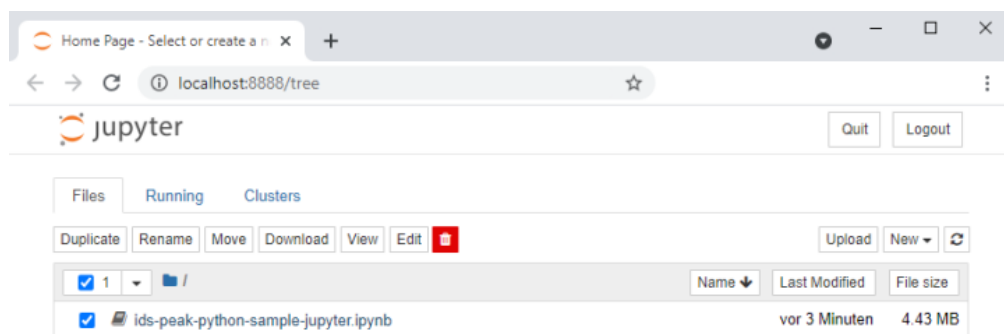 Home Page - Select or create a n
localhost:8888/tree
jupyter
Quit Logout
Files Running Clusters
Duplicate Rename Move Download View Edit Upload New
1 / Name Last Modified File size
ids-peak-python-sample-jupyter.ipynb vor 3 Minuten 4.43 MB